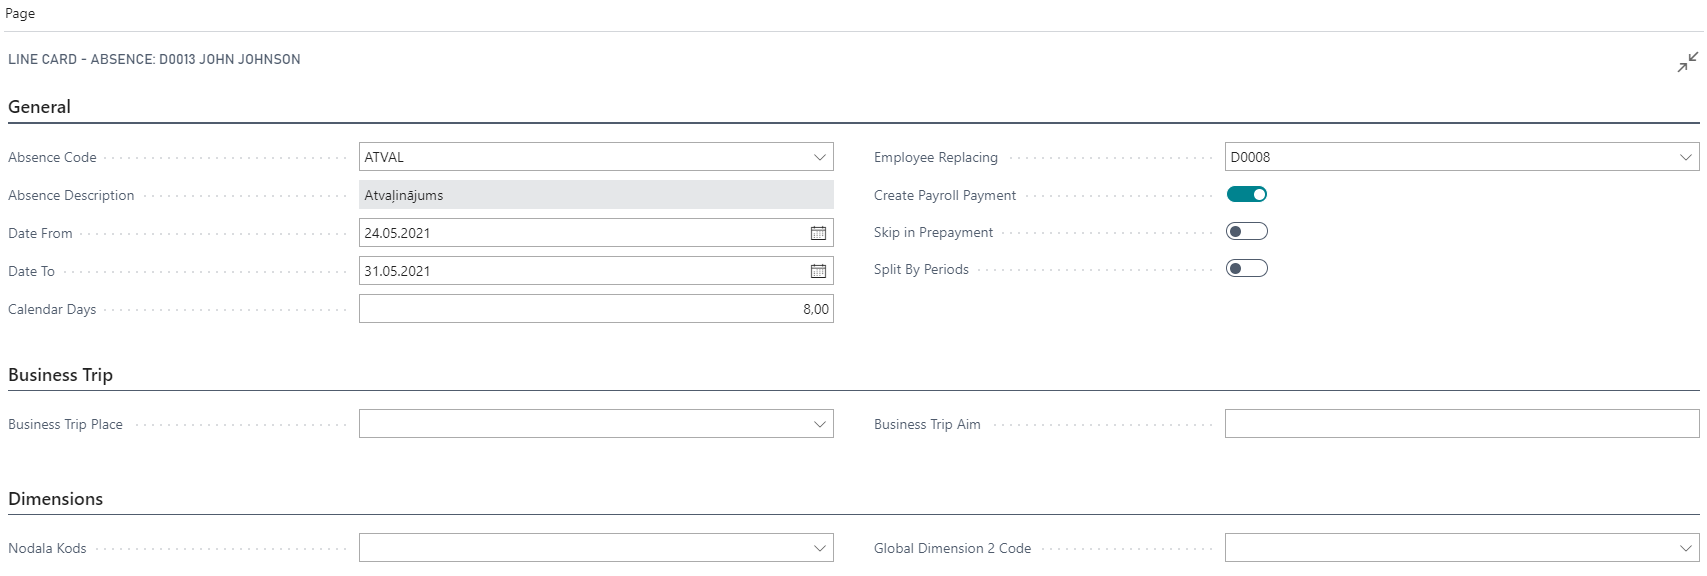 Page
LINE CARD - ABSENCE: D0013 JOHN JOHNSON
General
Absence Code ATVAL
Employee Replacing D0008
Absence Description Atvaļinājums
Create Payroll Payment
Date From 24.05.2021
Skip in Prepayment
Date To 31.05.2021
Split By Periods
Calendar Days 8,00
Business Trip
Business Trip Place
Business Trip Aim
Dimensions
Nodala Kods
Global Dimension 2 Code